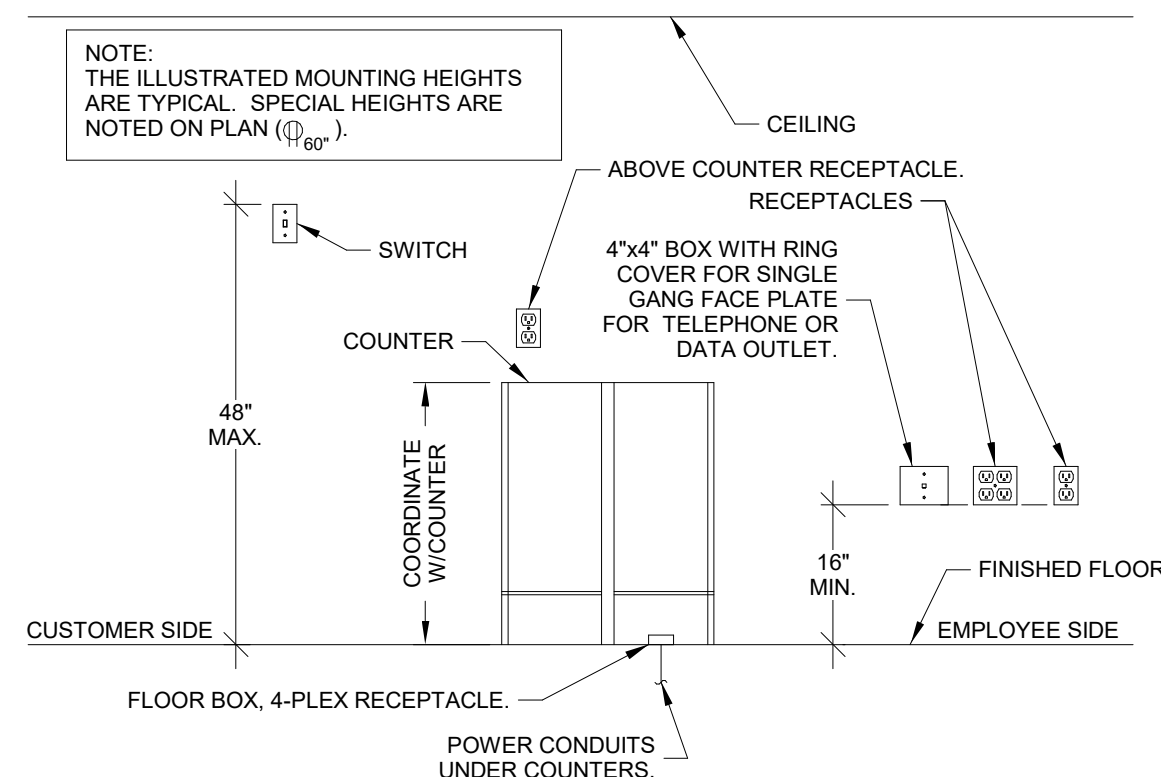 NOTE:
THE ILLUSTRATED MOUNTING HEIGHTS
ARE TYPICAL. SPECIAL HEIGHTS ARE
NOTED ON PLAN ( 60" ).
CEILING
ABOVE COUNTER RECEPTACLE.
RECEPTACLES
SWITCH
4"x4" BOX WITH RING
COVER FOR SINGLE
GANG FACE PLATE
FOR TELEPHONE OR
DATA OUTLET.
COUNTER
48"
MAX.
COORDINATE
W/COUNTER
16"
MIN.
FINISHED FLOOR
CUSTOMER SIDE
EMPLOYEE SIDE
FLOOR BOX, 4-PLEX RECEPTACLE.
POWER CONDUITS
UNDER COUNTERS.